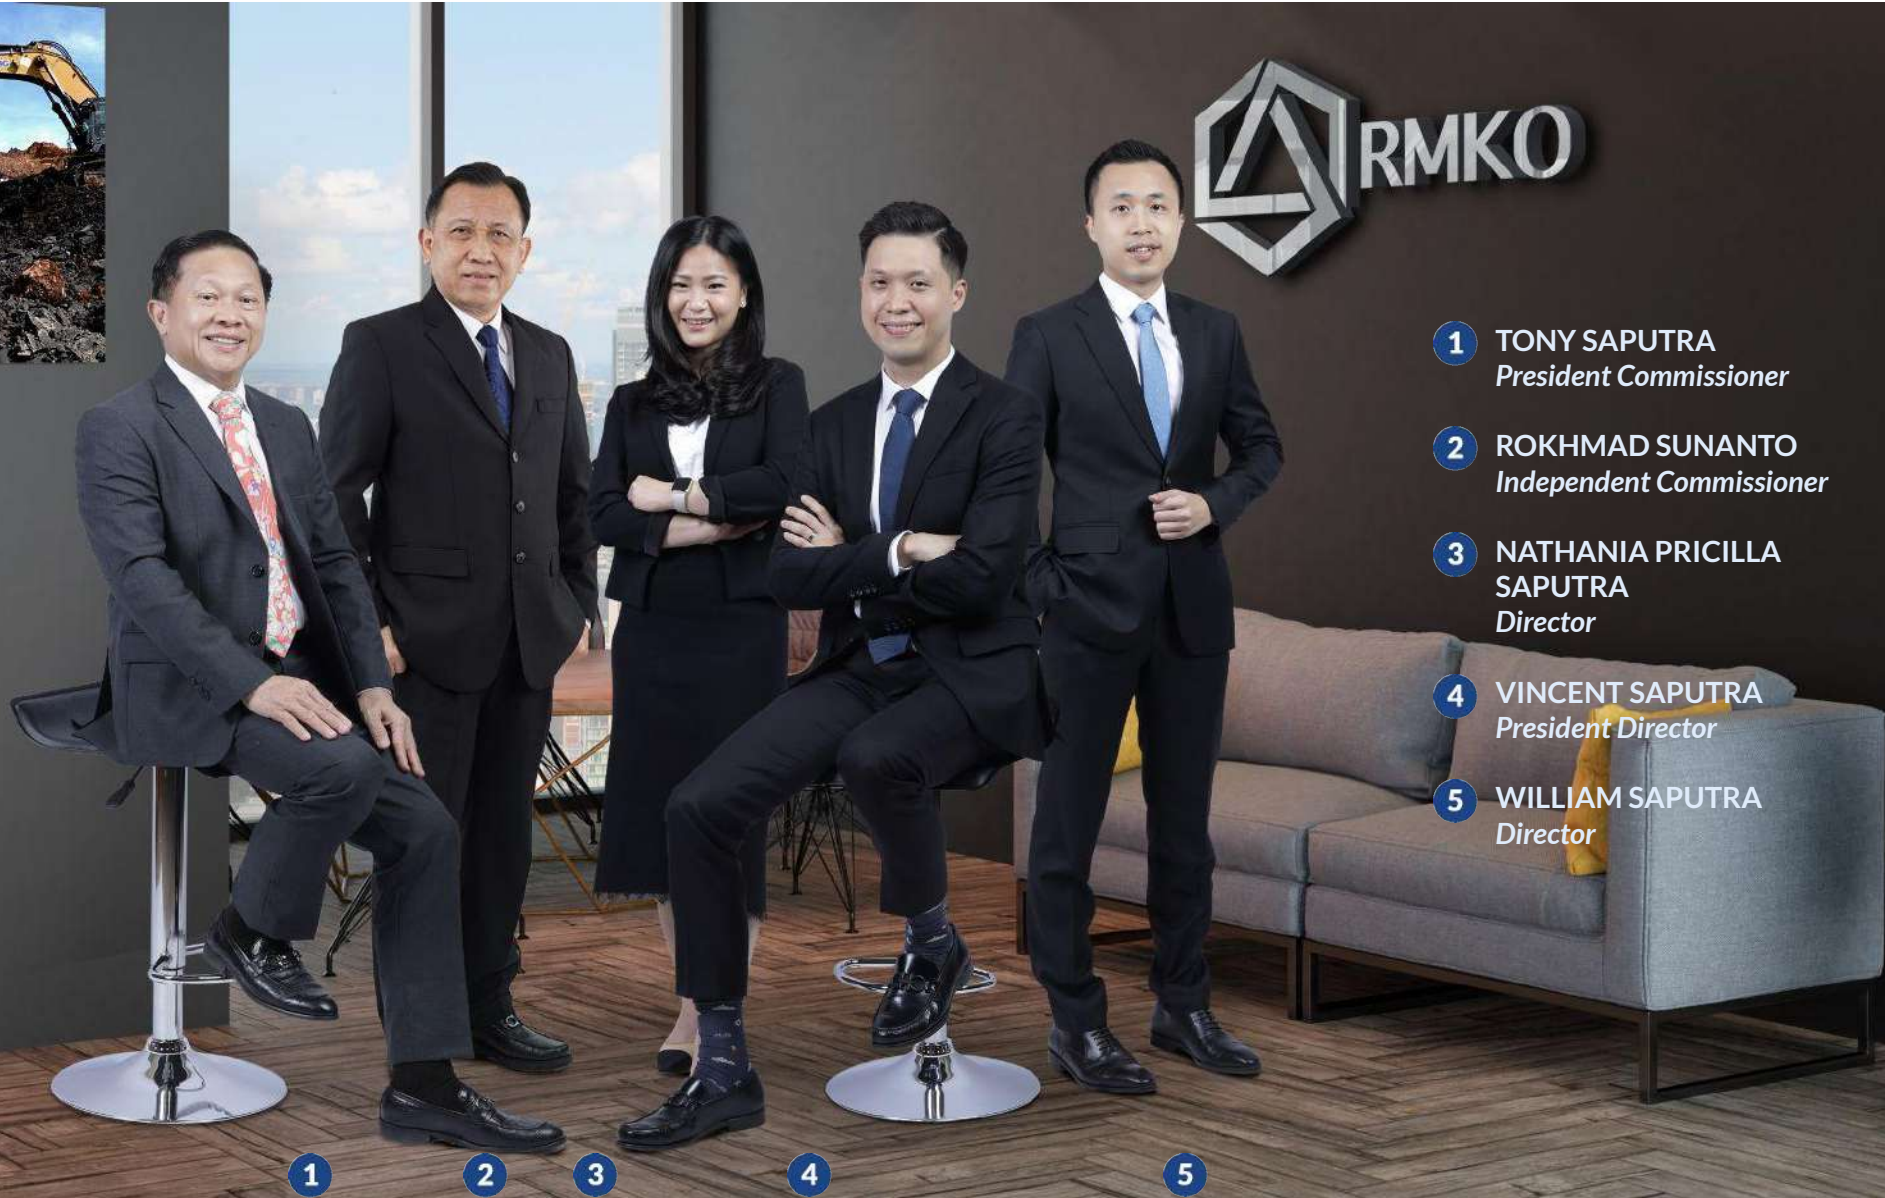 RMKO
1 TONY SAPUTRA
President Commissioner
2 ROKHMAD SUNANTO
Independent Commissioner
3 NATHANIA PRICILLA
SAPUTRA
Director
4 VINCENT SAPUTRA
President Director
5 WILLIAM SAPUTRA
Director
1 2 3 4 5